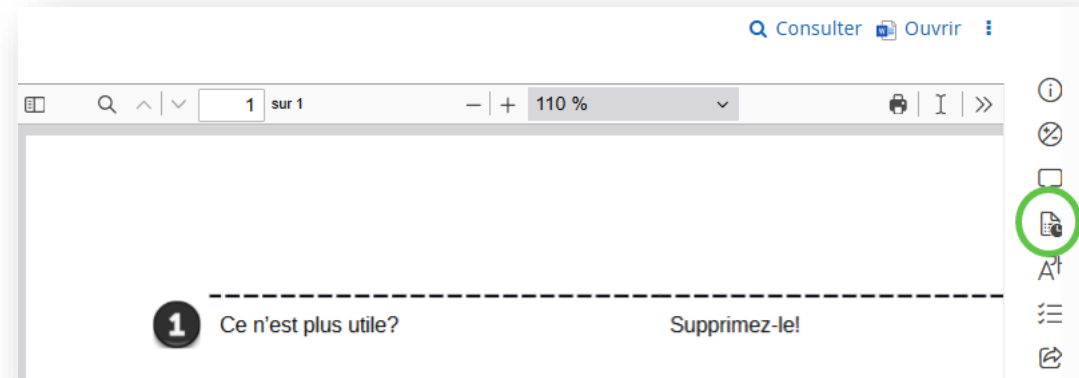 Consulter Ouvrir
1 sur 1 110 %
1 Ce n'est plus utile? Supprimez-le!